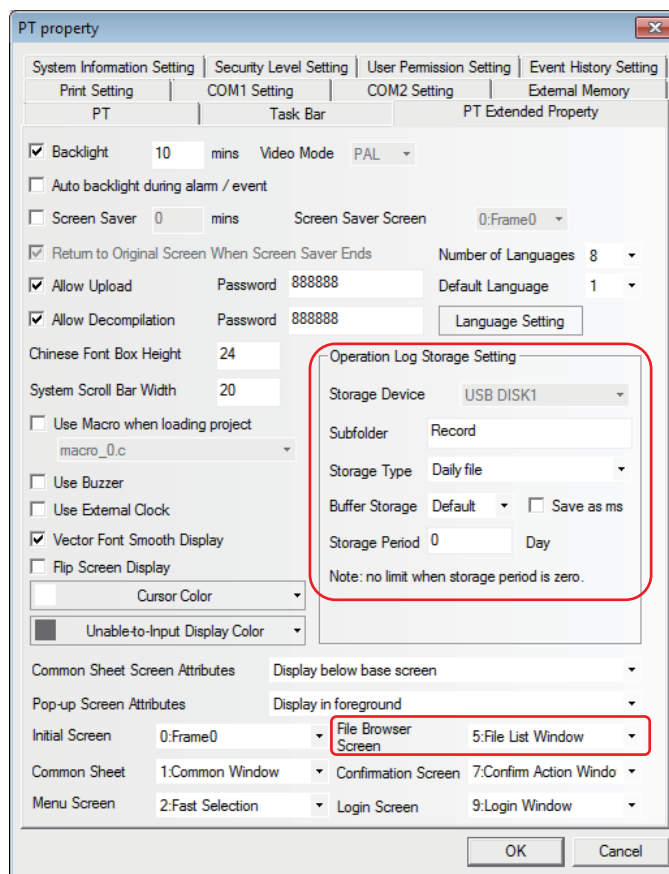 PT property
System Information Setting Security Level Setting User Permission Setting Event History Setting
Print Setting COM1 Setting COM2 Setting External Memory
PT Task Bar PT Extended Property
Backlight 10 mins Video Mode PAL
Auto backlight during alarm / event
Screen Saver 0 mins Screen Saver Screen 0:Frame0
Return to Original Screen When Screen Saver Ends Number of Languages 8
Allow Upload Password 888888 Default Language 1
Allow Decompilation Password 888888 Language Setting
Chinese Font Box Height 24
System Scroll Bar Width 20
Use Macro when loading project
macro_0.c
Use Buzzer
Use External Clock
Vector Font Smooth Display
Flip Screen Display
Cursor Color
Unable-to-Input Display Color
Operation Log Storage Setting
Storage Device USB DISK1
Subfolder Record
Storage Type Daily file
Buffer Storage Default Save as ms
Storage Period 0 Day
Note: no limit when storage period is zero.
Common Sheet Screen Attributes Display below base screen
Pop-up Screen Attributes Display in foreground
Initial Screen 0:Frame0 File Browser Screen 5:File List Window
Common Sheet 1:Common Window Confirmation Screen 7:Confirm Action Windo
Menu Screen 2:Fast Selection Login Screen 9:Login Window
OK Cancel